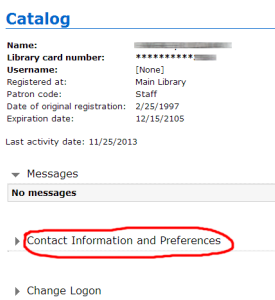 Catalog
Name:
Library card number: **********
Username: [None]
Registered at: Main Library
Patron code: Staff
Date of original registration: 2/25/1997
Expiration date: 12/15/2105
Last activity date: 11/25/2013
Messages
No messages
Contact Information and Preferences
Change Logon